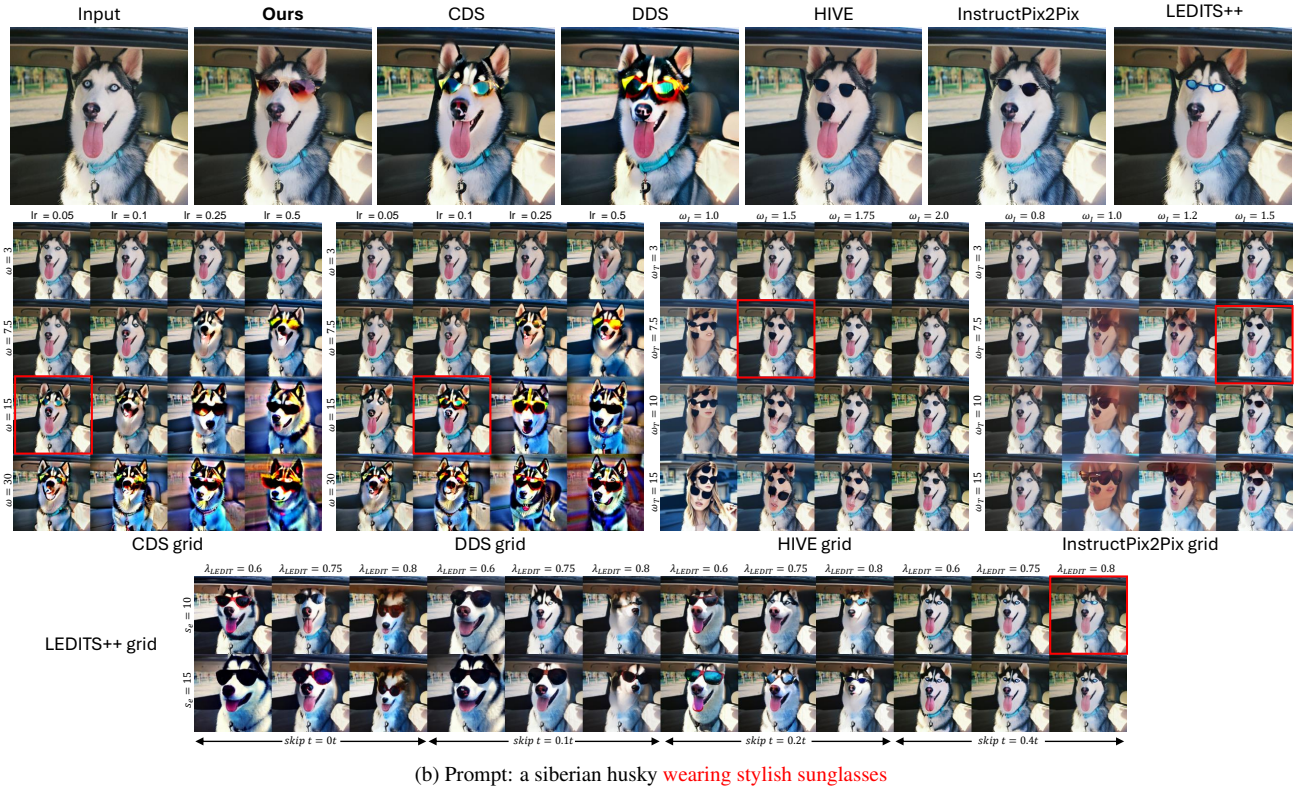 Input Ours CDS DDS HIVE InstructPix2Pix LEDITS++
lr = 0.05 lr = 0.1 lr = 0.25 lr = 0.5 lr = 0.05 lr = 0.1 lr = 0.25 lr = 0.5 ω_I = 1.0 ω_I = 1.5 ω_I = 1.75 ω_I = 2.0 ω_I = 0.8 ω_I = 1.0 ω_I = 1.2 ω_I = 1.5
ω = 3 ω = 3 ω_T = 3 ω_T = 3
ω = 7.5 ω = 7.5 ω_T = 7.5 ω_T = 7.5
ω = 15 ω = 15 ω_T = 10 ω_T = 10
ω = 30 ω = 30 ω_T = 15 ω_T = 15
CDS grid DDS grid HIVE grid InstructPix2Pix grid
λ_LEDIT = 0.6 λ_LEDIT = 0.75 λ_LEDIT = 0.8 λ_LEDIT = 0.6 λ_LEDIT = 0.75 λ_LEDIT = 0.8 λ_LEDIT = 0.6 λ_LEDIT = 0.75 λ_LEDIT = 0.8 λ_LEDIT = 0.6 λ_LEDIT = 0.75 λ_LEDIT = 0.8
s_e = 10
LEDITS++ grid
s_e = 15
skip t = 0t skip t = 0.1t skip t = 0.2t skip t = 0.4t
(b) Prompt: a siberian husky wearing stylish sunglasses